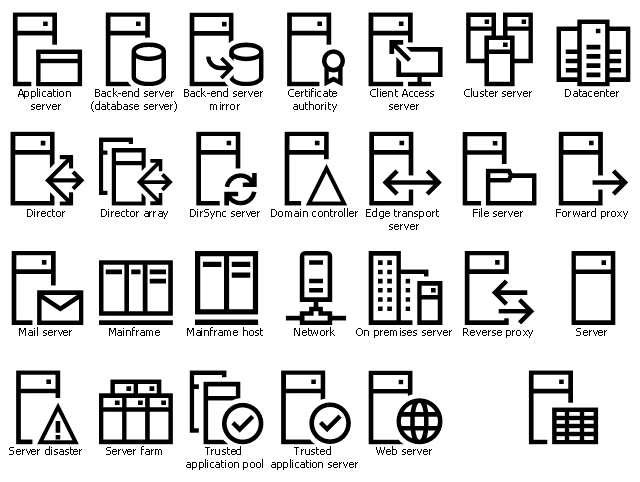 Application server
Back-end server (database server)
Back-end server mirror
Certificate authority
Client Access server
Cluster server
Datacenter
Director
Director array
DirSync server
Domain controller
Edge transport server
File server
Forward proxy
Mail server
Mainframe
Mainframe host
Network
On premises server
Reverse proxy
Server
Server disaster
Server farm
Trusted application pool
Trusted application server
Web server